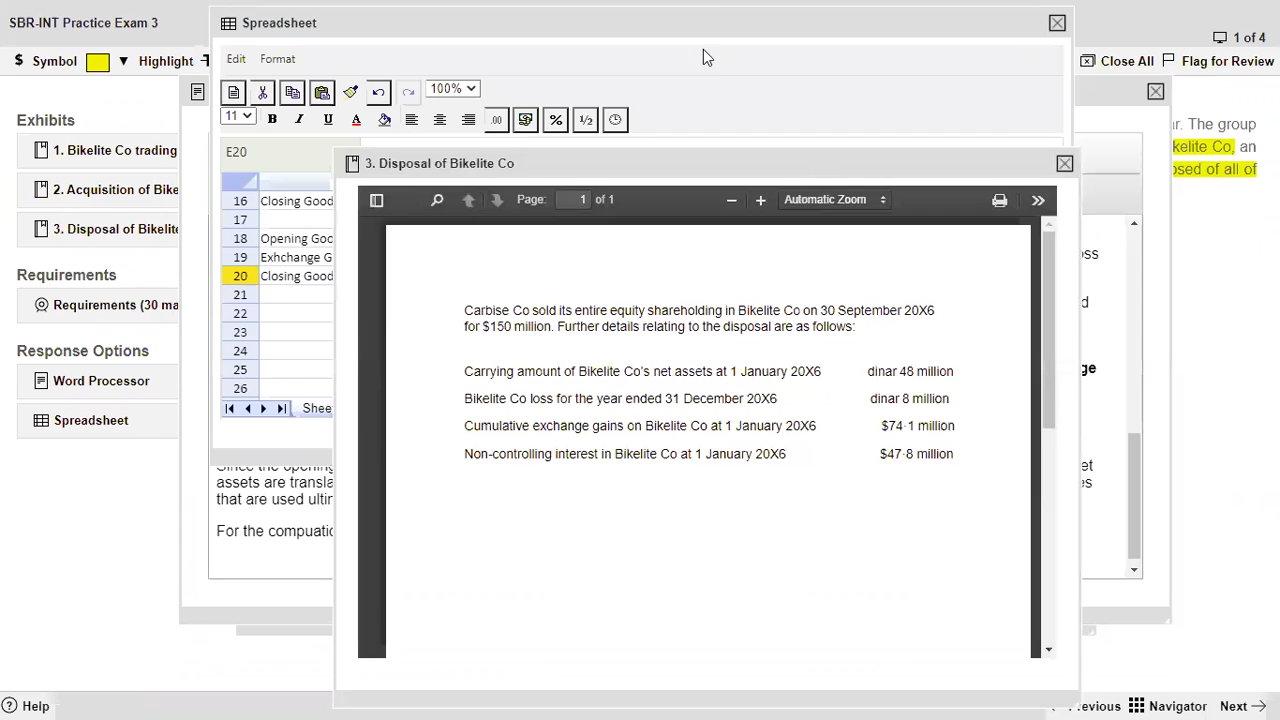 SBR-INT Practice Exam 3
Spreadsheet
1 of 4
$ Symbol
Highlight
Close All
Flag for Review
Edit Format
100%
11
B I U A
.00
%
1/2
Exhibits
1. Bikelite Co trading
2. Acquisition of Bike
3. Disposal of Bikelite
Requirements
Requirements (30 ma
Response Options
Word Processor
Spreadsheet
E20
16 Closing Good
17
18 Opening Goo
19 Exhchange G
20 Closing Good
21
22
23
24
25
26
Shee
ar. The group
kelite Co, an
osed of all of
oss
d
ge
et
es
Since the opening
assets are transla
that are used ultir
For the compuatio
3. Disposal of Bikelite Co
Page: 1 of 1
Automatic Zoom
Carbise Co sold its entire equity shareholding in Bikelite Co on 30 September 20X6
for $150 million. Further details relating to the disposal are as follows:
Carrying amount of Bikelite Co's net assets at 1 January 20X6 dinar 48 million
Bikelite Co loss for the year ended 31 December 20X6 dinar 8 million
Cumulative exchange gains on Bikelite Co at 1 January 20X6 $74·1 million
Non-controlling interest in Bikelite Co at 1 January 20X6 $47·8 million
Help
Previous
Navigator
Next